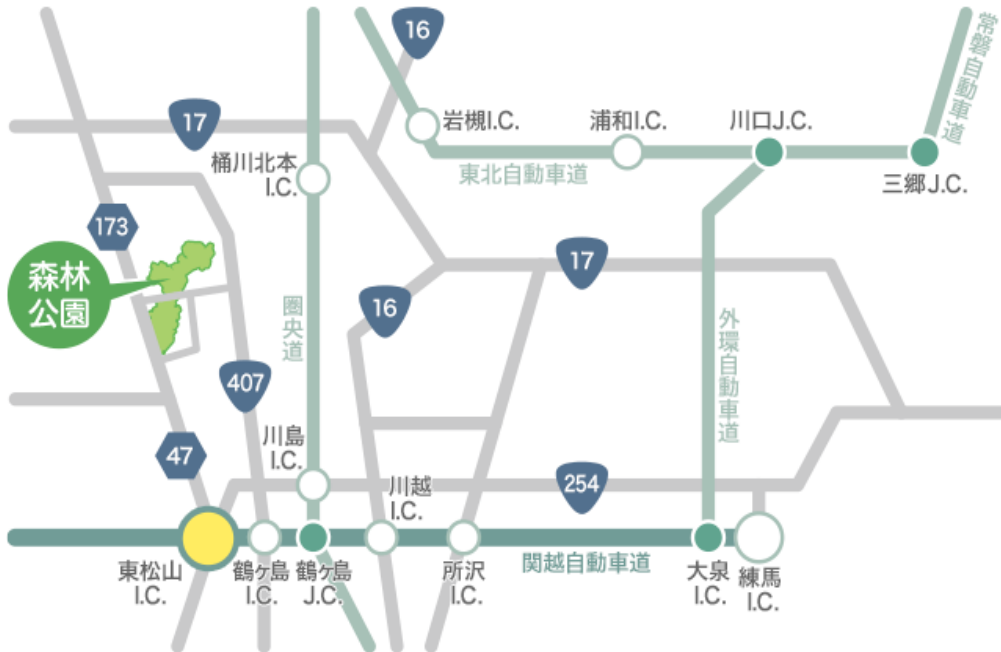 16
常磐自動車道
17
岩槻I.C.
浦和I.C.
川口J.C.
桶川北本
I.C.
東北自動車道
三郷J.C.
173
森林
公園
17
圏央道
16
外環自動車道
407
川島
I.C.
47
川越
I.C.
254
東松山
I.C.
鶴ヶ島
I.C.
鶴ヶ島
J.C.
所沢
I.C.
関越自動車道
大泉
I.C.
練馬
I.C.